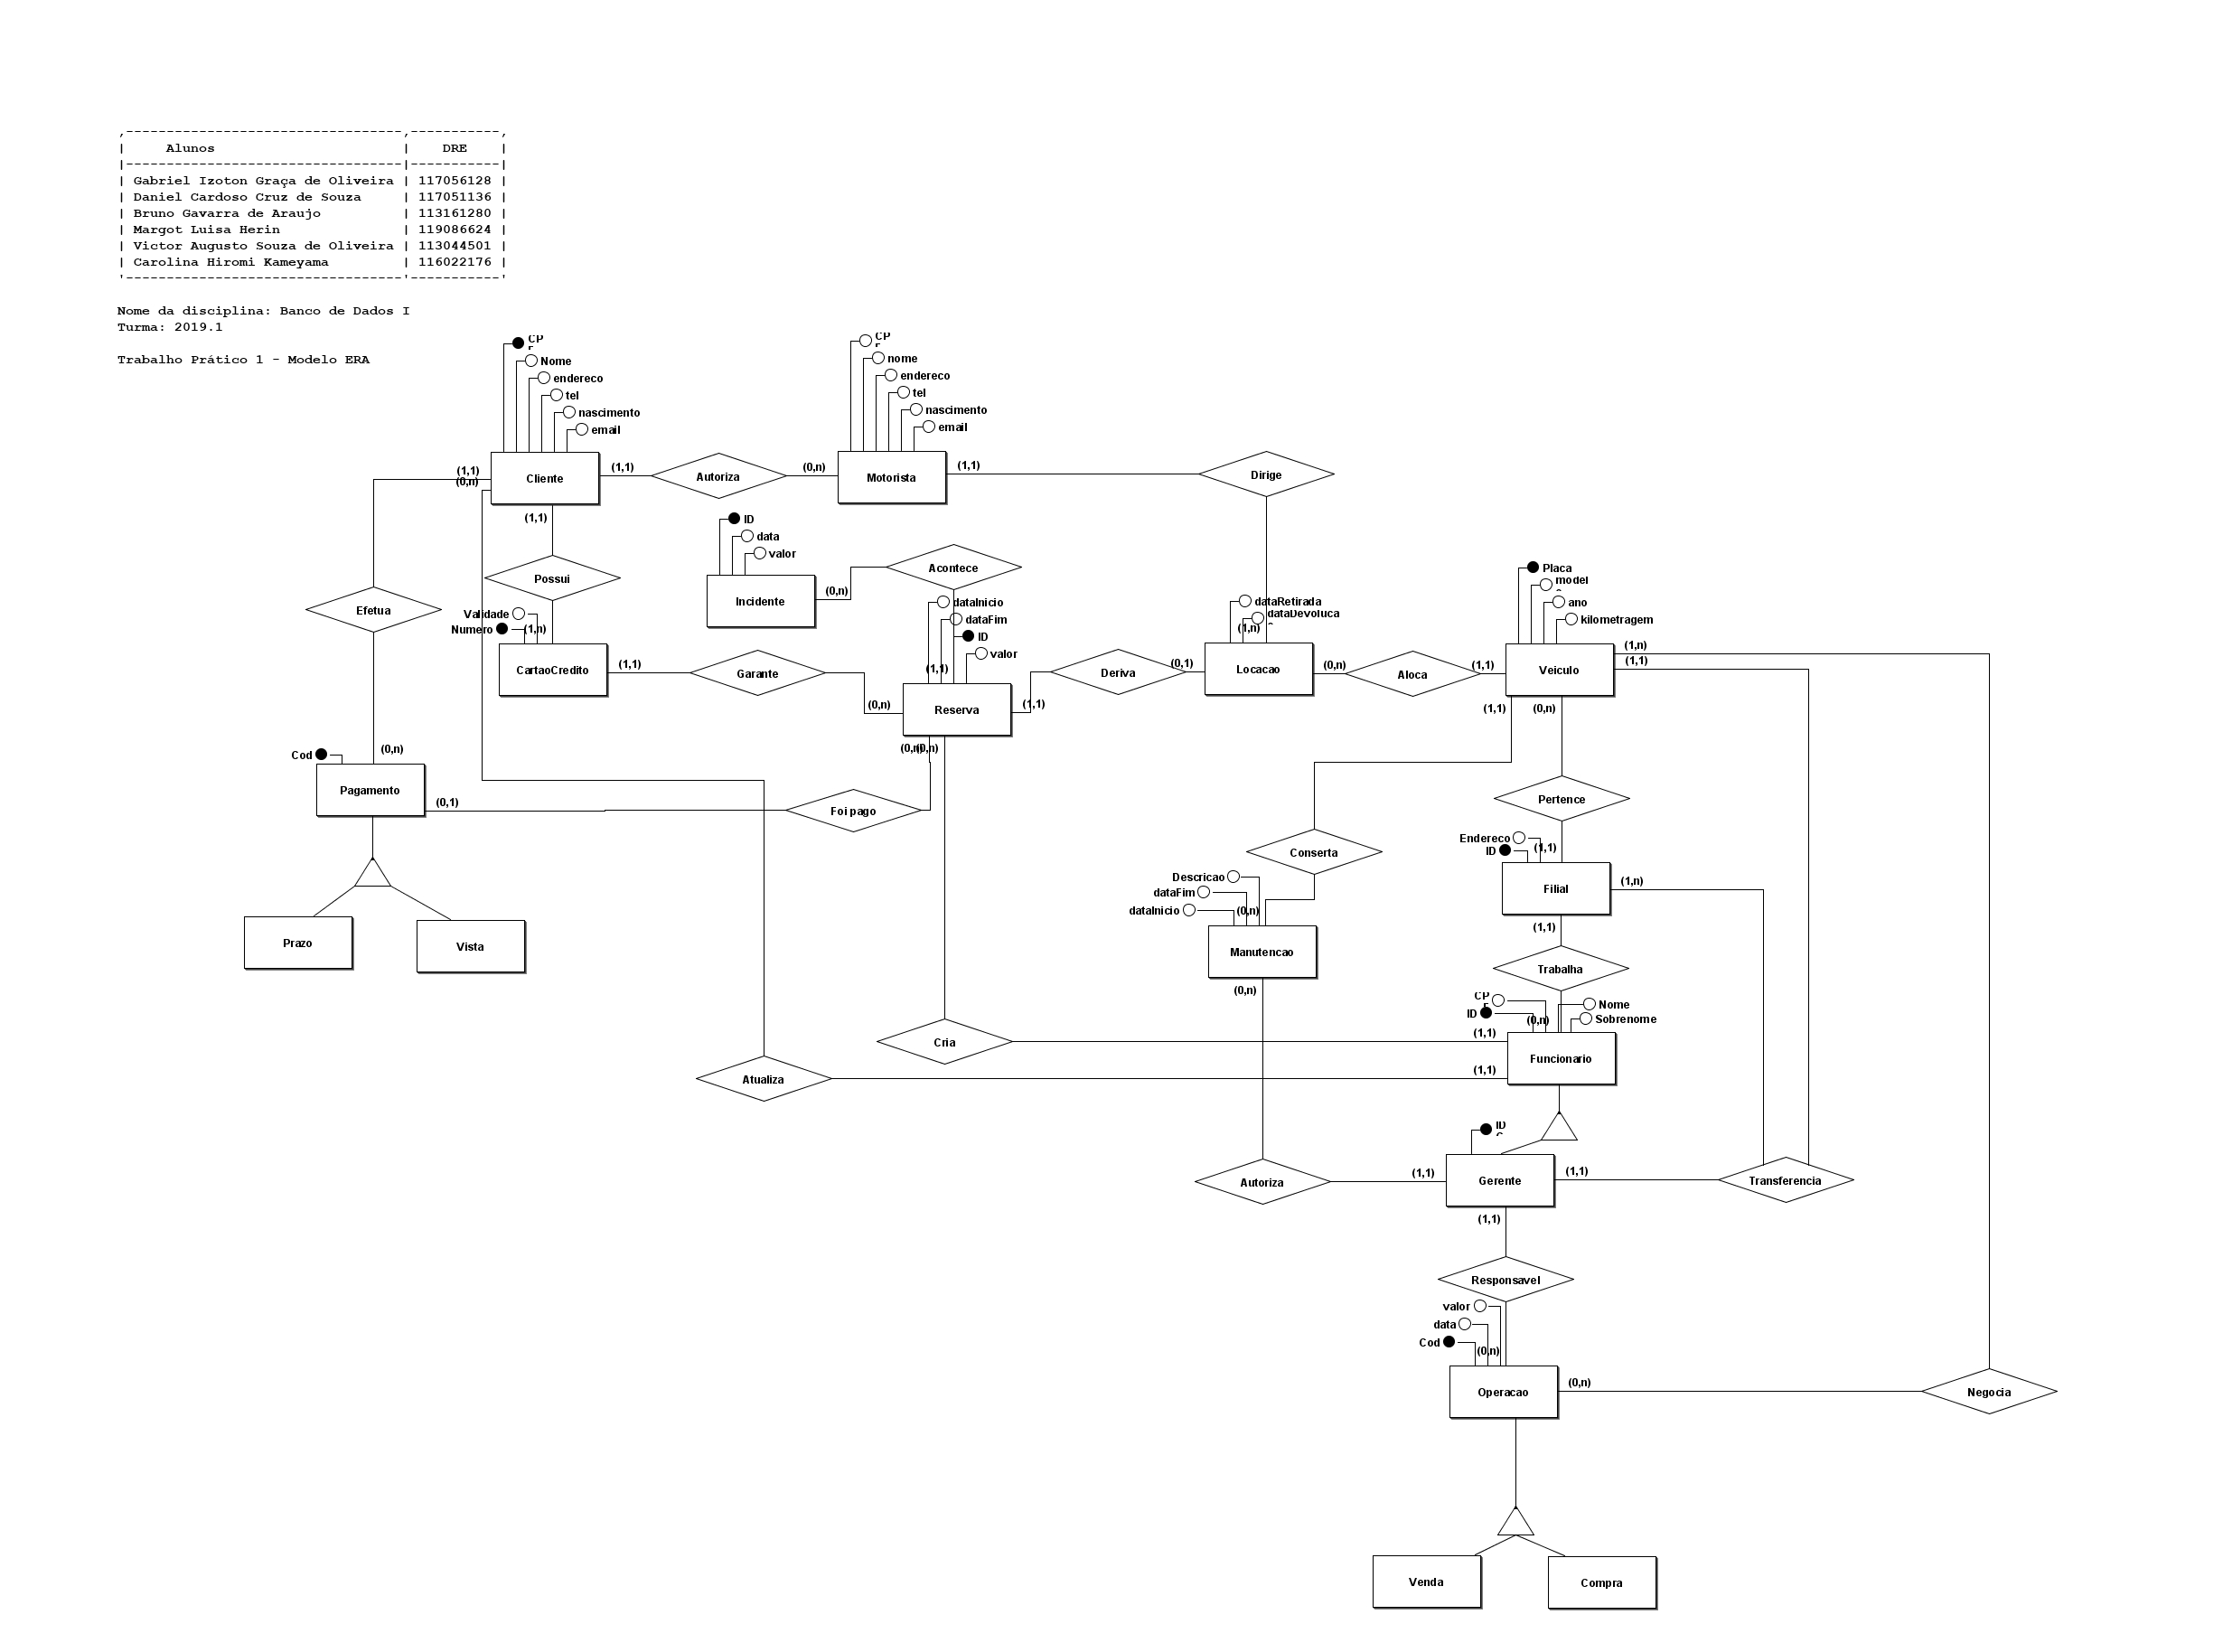 Alunos | DRE
Gabriel Izoton Graça de Oliveira | 117056128
Daniel Cardoso Cruz de Souza | 117051136
Bruno Gavarra de Araujo | 113161280
Margot Luisa Herin | 119086624
Victor Augusto Souza de Oliveira | 113044501
Carolina Hiromi Kameyama | 116022176
Nome da disciplina: Banco de Dados I
Turma: 2019.1
Trabalho Prático 1 - Modelo ERA
Nome
endereco
tel
nascimento
email
nome
endereco
tel
nascimento
email
(1,1)
(0,n)
Cliente
(1,1)
Autoriza
(0,n)
Motorista
(1,1)
Dirige
(1,1)
ID
data
valor
Possui
Acontece
Incidente
(0,n)
Efetua
Validade
Numero
(1,n)
CartaoCredito
(1,1)
Garante
(0,n)
dataInicio
dataFim
ID
valor
(1,1)
Reserva
(1,1)
Deriva
(0,1)
dataRetirada
(1,n)
Locacao
(0,n)
Aloca
(1,1)
Placa
ano
kilometragem
Veiculo
(1,n)
(1,1)
(1,1)
(0,n)
(0,n)
(0,n)
(0,n)
Cod
Pagamento
(0,1)
Foi pago
Pertence
Conserta
Endereco
ID
(1,1)
Filial
(1,n)
(1,1)
Descricao
dataFim
dataInicio
(0,n)
Manutencao
(0,n)
Prazo
Vista
Trabalha
ID
Nome
Sobrenome
(0,n)
Cria
(1,1)
Funcionario
Atualiza
(1,1)
Autoriza
(1,1)
Gerente
(1,1)
Transferencia
(1,1)
Responsavel
valor
data
Cod
(0,n)
Operacao
(0,n)
Negocia
Venda
Compra